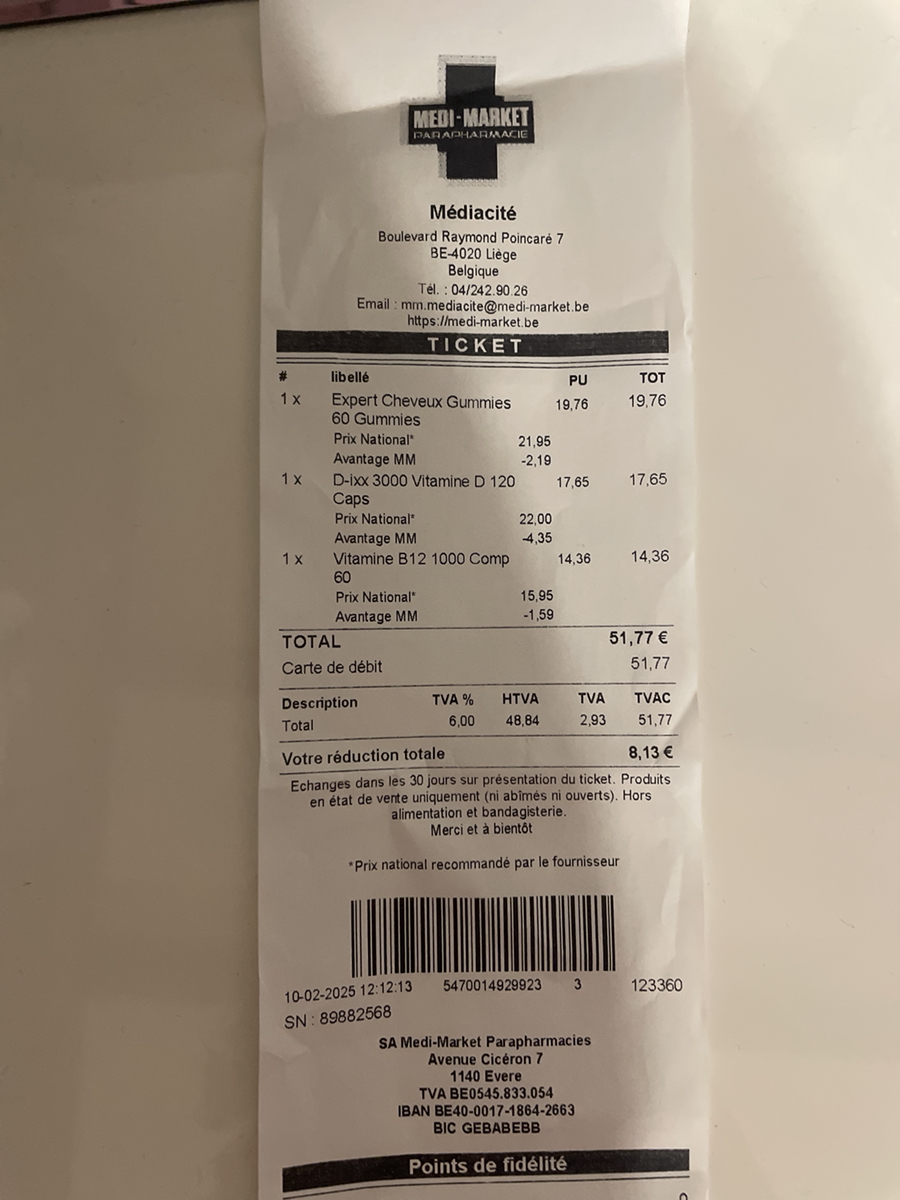 MEDI-MARKET
PARAPHARMACIE
Médiacité
Boulevard Raymond Poincaré 7
BE-4020 Liège
Belgique
Tél. : 04/242.90.26
Email : mm.mediacite@medi-market.be
https://medi-market.be
TICKET
# libellé PU TOT
1 x Expert Cheveux Gummies 19,76 19,76
60 Gummies
Prix National* 21,95
Avantage MM -2,19
1 x D-ixx 3000 Vitamine D 120 17,65 17,65
Caps
Prix National* 22,00
Avantage MM -4,35
1 x Vitamine B12 1000 Comp 14,36 14,36
60
Prix National* 15,95
Avantage MM -1,59
TOTAL 51,77 €
Carte de débit 51,77
Description TVA % HTVA TVA TVAC
Total 6,00 48,84 2,93 51,77
Votre réduction totale 8,13 €
Echanges dans les 30 jours sur présentation du ticket. Produits
en état de vente uniquement (ni abîmés ni ouverts). Hors
alimentation et bandagisterie.
Merci et à bientôt
*Prix national recommandé par le fournisseur
10-02-2025 12:12:13 5470014929923 3 123360
SN : 89882568
SA Medi-Market Parapharmacies
Avenue Cicéron 7
1140 Evere
TVA BE0545.833.054
IBAN BE40-0017-1864-2663
BIC GEBABEBB
Points de fidélité